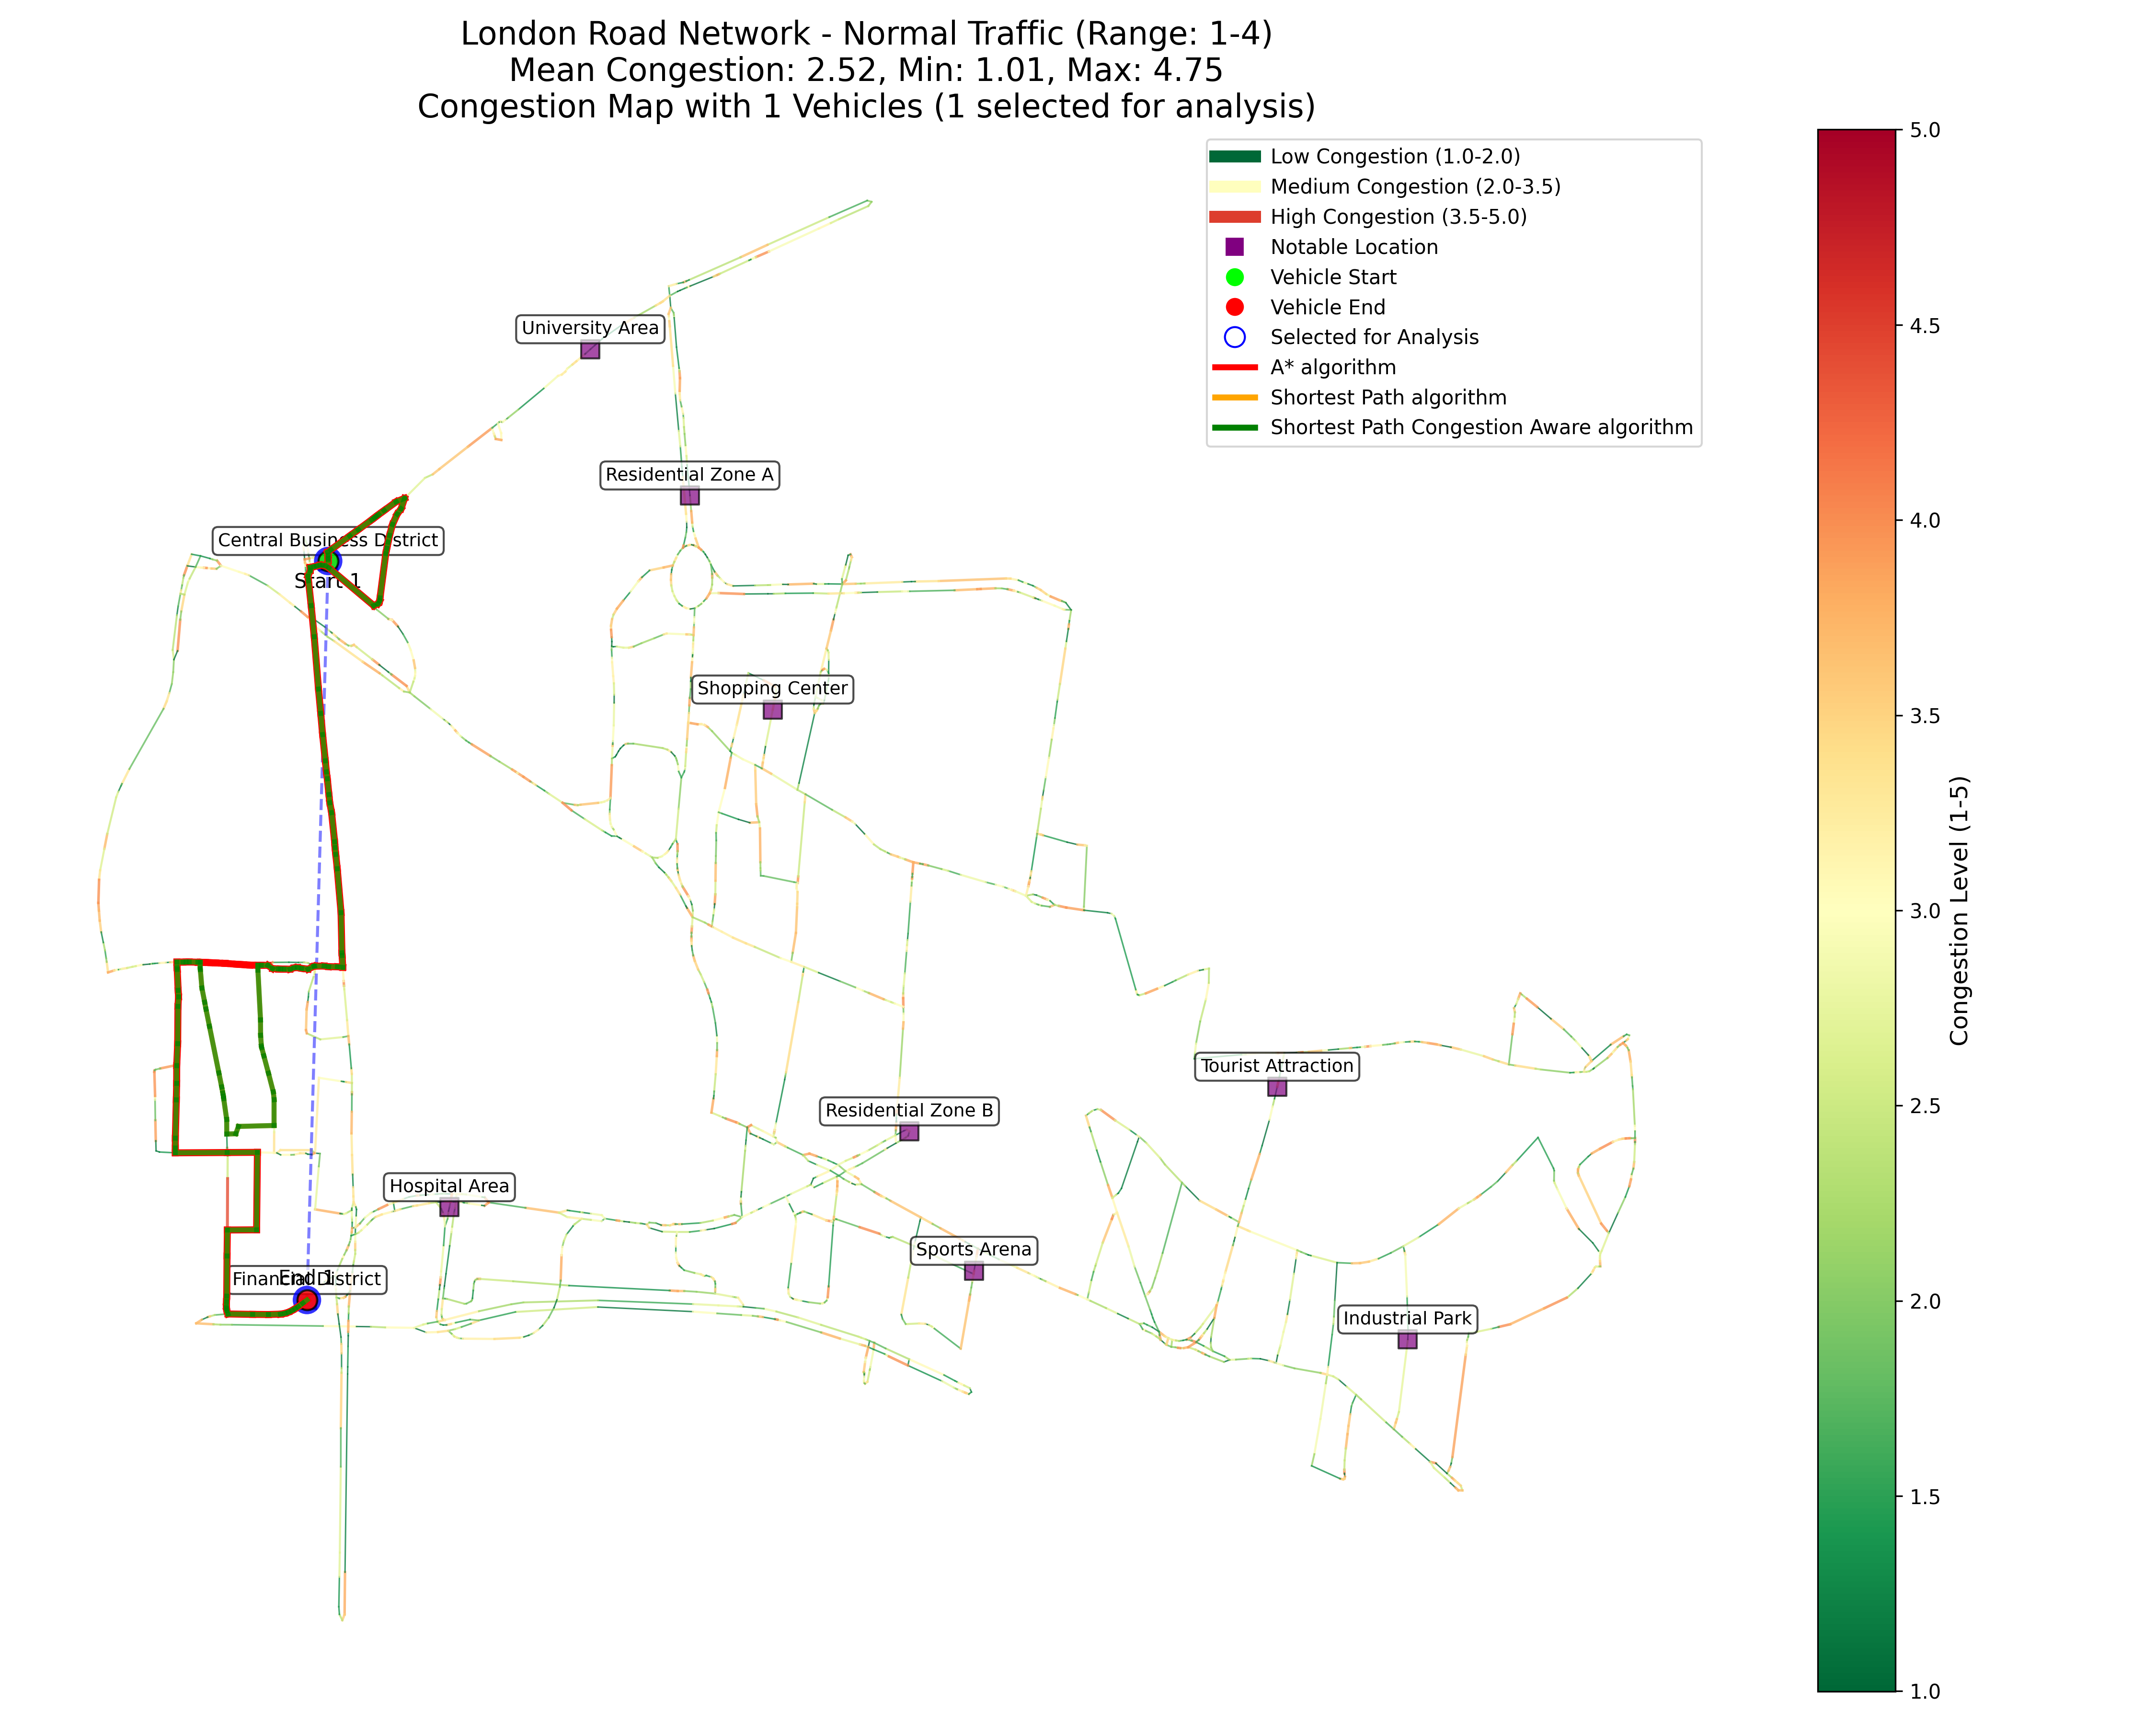 London Road Network - Normal Traffic (Range: 1-4)
Mean Congestion: 2.52, Min: 1.01, Max: 4.75
Congestion Map with 1 Vehicles (1 selected for analysis)
Low Congestion (1.0-2.0)
Medium Congestion (2.0-3.5)
High Congestion (3.5-5.0)
Notable Location
Vehicle Start
Vehicle End
Selected for Analysis
A* algorithm
Shortest Path algorithm
Shortest Path Congestion Aware algorithm
University Area
Residential Zone A
Central Business District
Start 1
Shopping Center
Tourist Attraction
Residential Zone B
Hospital Area
Sports Arena
Financial District
End 1
Industrial Park
5.0
4.5
4.0
3.5
3.0
2.5
2.0
1.5
1.0
Congestion Level (1-5)